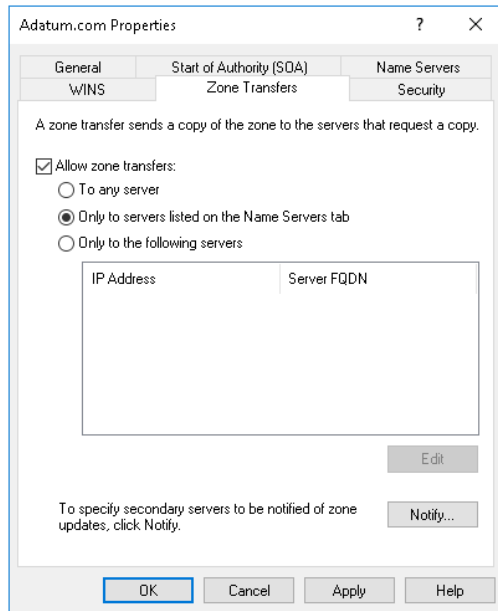 Adatum.com Properties
?
General
Start of Authority (SOA)
Name Servers
WINS
Zone Transfers
Security
A zone transfer sends a copy of the zone to the servers that request a copy.
Allow zone transfers:
To any server
Only to servers listed on the Name Servers tab
Only to the following servers
IP Address
Server FQDN
Edit
To specify secondary servers to be notified of zone
updates, click Notify.
Notify...
OK
Cancel
Apply
Help